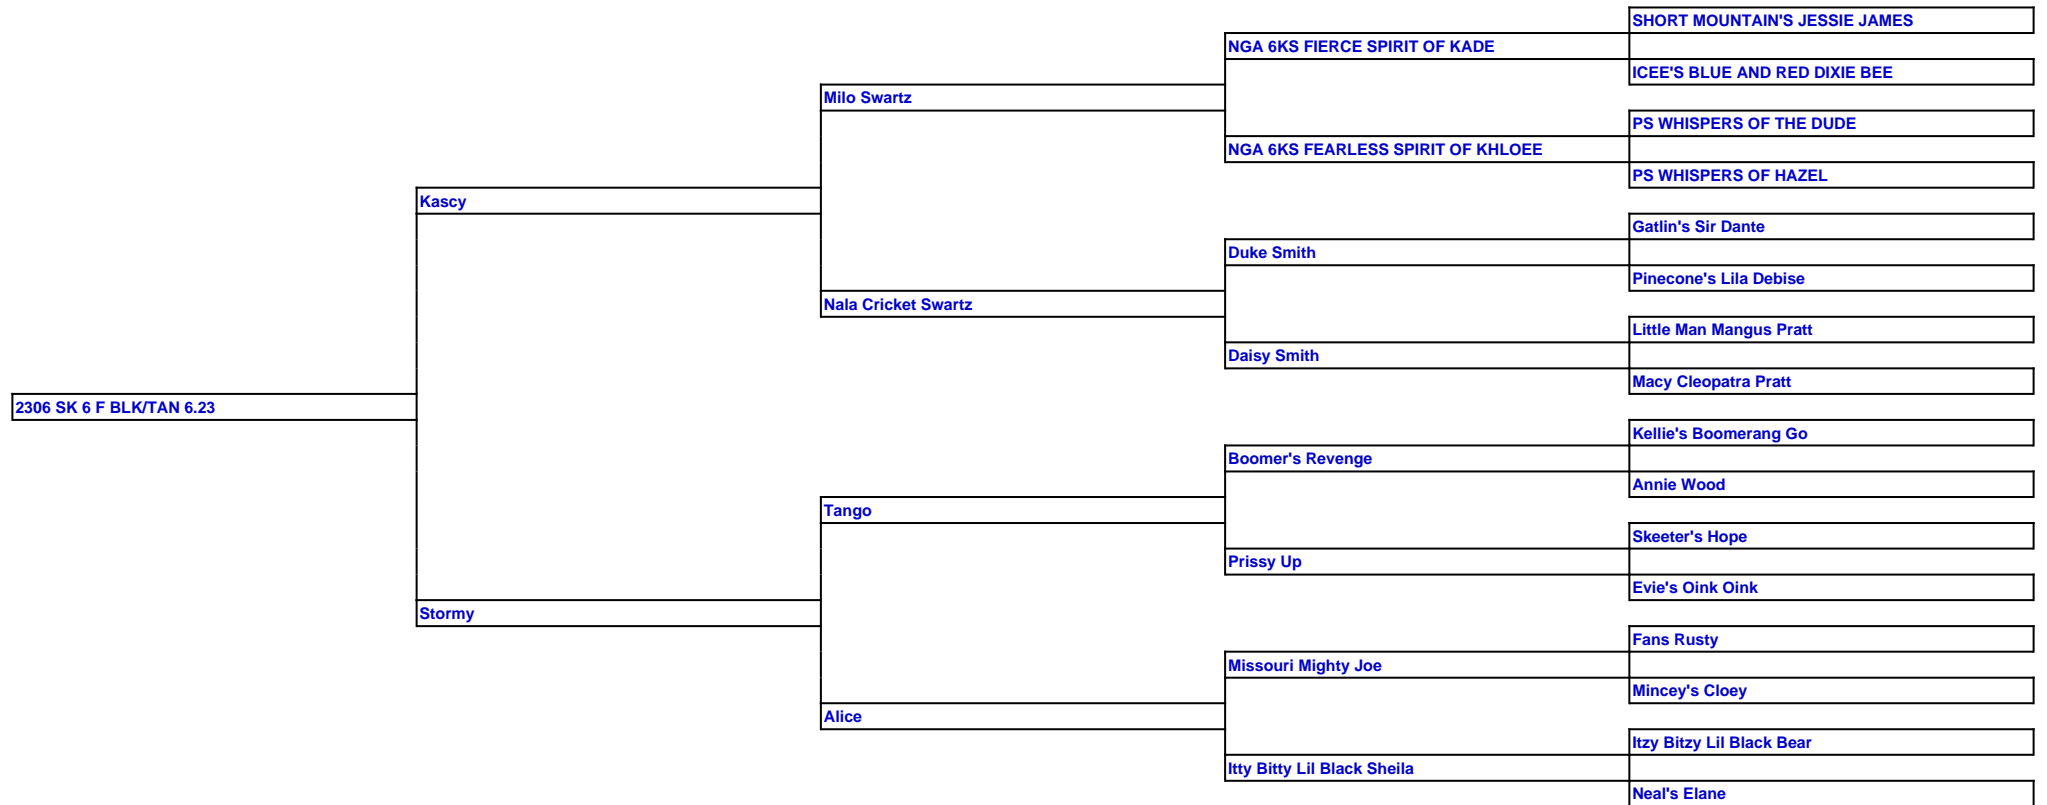 SHORT MOUNTAIN'S JESSIE JAMES
NGA 6KS FIERCE SPIRIT OF KADE
ICEE'S BLUE AND RED DIXIE BEE
Milo Swartz
PS WHISPERS OF THE DUDE
NGA 6KS FEARLESS SPIRIT OF KHLOEE
PS WHISPERS OF HAZEL
Kascy
Gatlin's Sir Dante
Duke Smith
Pinecone's Lila Debise
Nala Cricket Swartz
Little Man Mangus Pratt
Daisy Smith
Macy Cleopatra Pratt
2306 SK 6 F BLK/TAN 6.23
Kellie's Boomerang Go
Boomer's Revenge
Annie Wood
Tango
Skeeter's Hope
Prissy Up
Evie's Oink Oink
Stormy
Fans Rusty
Missouri Mighty Joe
Mincey's Cloey
Alice
Itzy Bitzy Lil Black Bear
Itty Bitty Lil Black Sheila
Neal's Elane